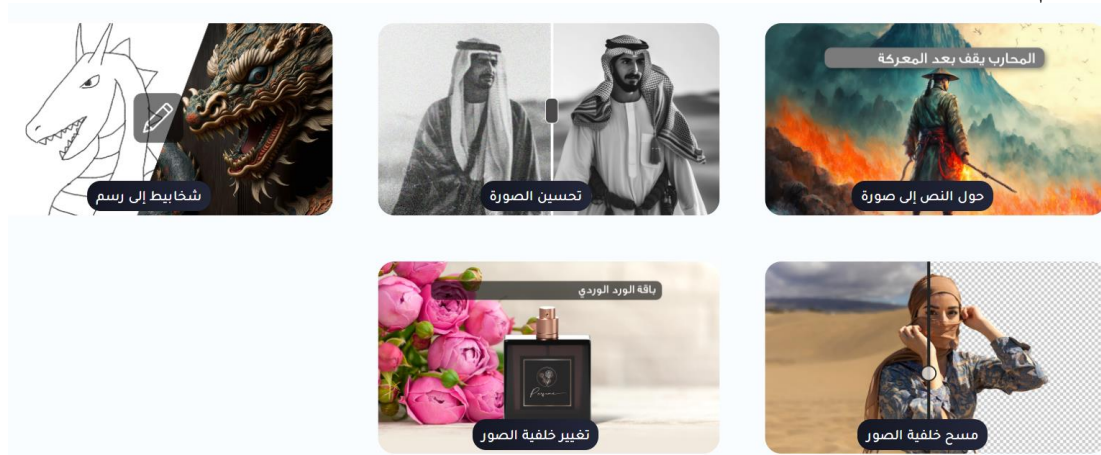 المحارب يقف بعد المعركة
حول النص إلى صورة
تحسين الصورة
شخابيط إلى رسم
مسح خلفية الصور
باقة الورد الوردي
تغيير خلفية الصور